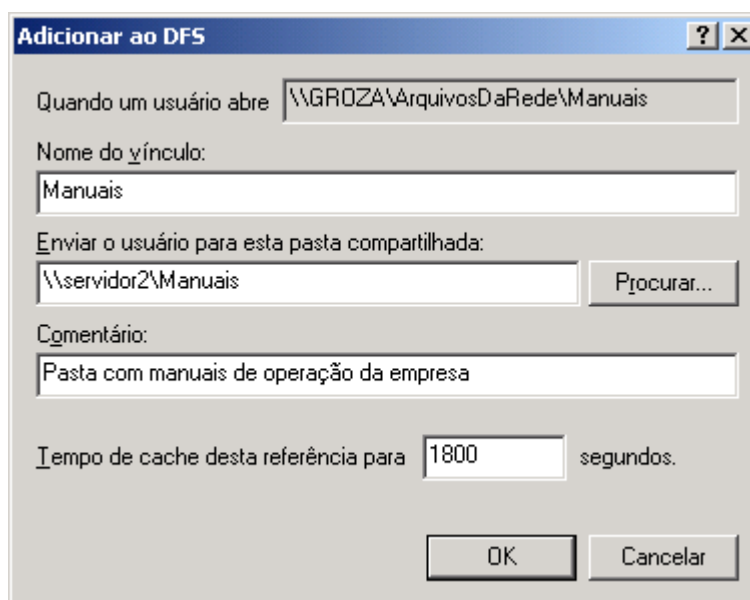 Adicionar ao DFS
Quando um usuário abre \\GROZA\ArquivosDaRede\Manuais
Nome do vínculo:
Manuais
Enviar o usuário para esta pasta compartilhada:
\\servidor2\Manuais Procurar...
Comentário:
Pasta com manuais de operação da empresa
Tempo de cache desta referência para 1800 segundos.
OK Cancelar